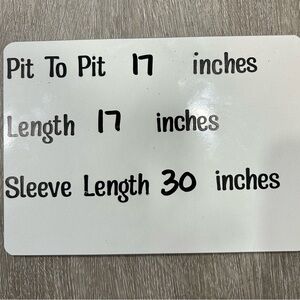 Pit To Pit 17 inches
Length 17 inches
Sleeve Length 30 inches